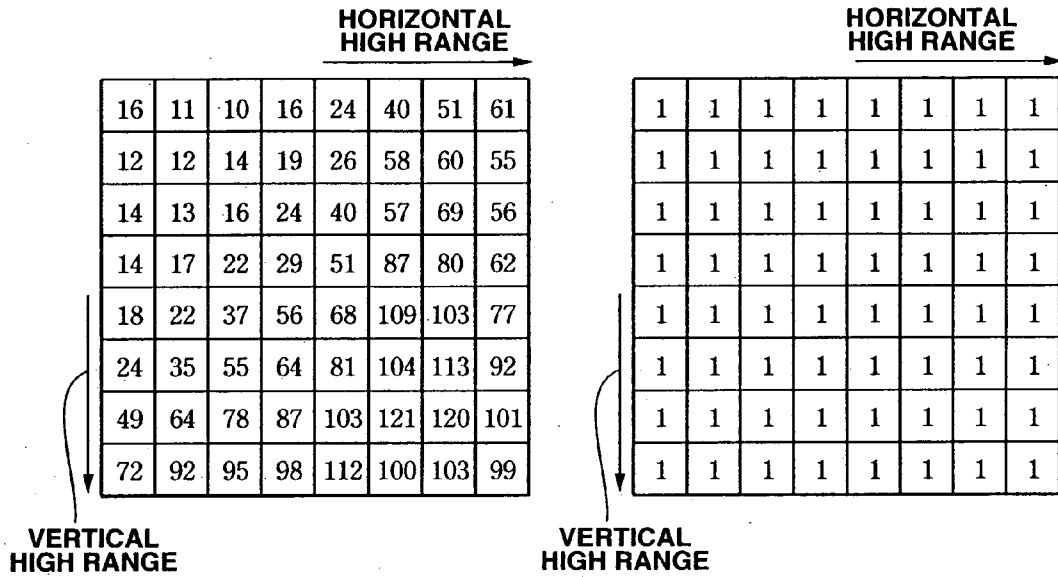 HORIZONTAL
HIGH RANGE
HORIZONTAL
HIGH RANGE
16 11 10 16 24 40 51 61
1 1 1 1 1 1 1 1
12 12 14 19 26 58 60 55
1 1 1 1 1 1 1 1
14 13 16 24 40 57 69 56
1 1 1 1 1 1 1 1
14 17 22 29 51 87 80 62
1 1 1 1 1 1 1 1
18 22 37 56 68 109 103 77
1 1 1 1 1 1 1 1
24 35 55 64 81 104 113 92
1 1 1 1 1 1 1 1
49 64 78 87 103 121 120 101
1 1 1 1 1 1 1 1
72 92 95 98 112 100 103 99
1 1 1 1 1 1 1 1
VERTICAL
HIGH RANGE
VERTICAL
HIGH RANGE